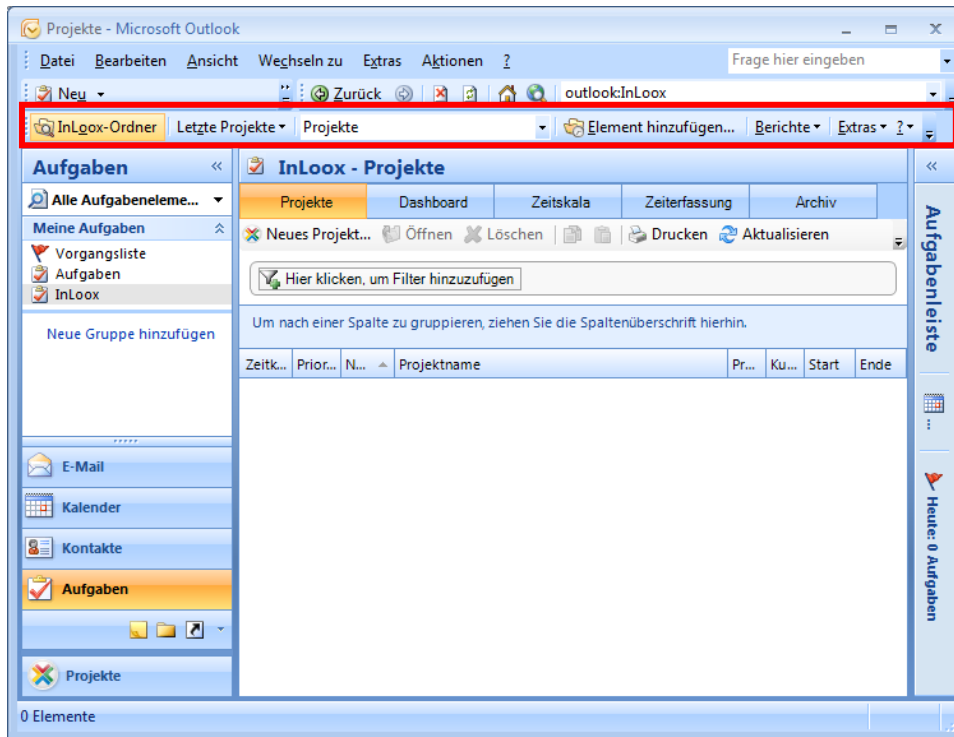 Projekte - Microsoft Outlook
Datei Bearbeiten Ansicht Wechseln zu Extras Aktionen ? Frage hier eingeben
Neu Zurück outlook:InLoox
InLoox-Ordner Letzte Projekte Projekte Element hinzufügen... Berichte Extras ?
Aufgaben « InLoox - Projekte «
Alle Aufgabeneleme... Projekte Dashboard Zeitskala Zeiterfassung Archiv
Meine Aufgaben Neues Projekt... Öffnen Löschen Drucken Aktualisieren
Vorgangsliste
Aufgaben Hier klicken, um Filter hinzuzufügen
InLoox
Um nach einer Spalte zu gruppieren, ziehen Sie die Spaltenüberschrift hierhin.
Neue Gruppe hinzufügen
Zeitk... Prior... N... Projektname Pr... Ku... Start Ende
Aufgabenleiste
...
Heute: 0 Aufgaben
E-Mail
Kalender
Kontakte
Aufgaben
Projekte
0 Elemente